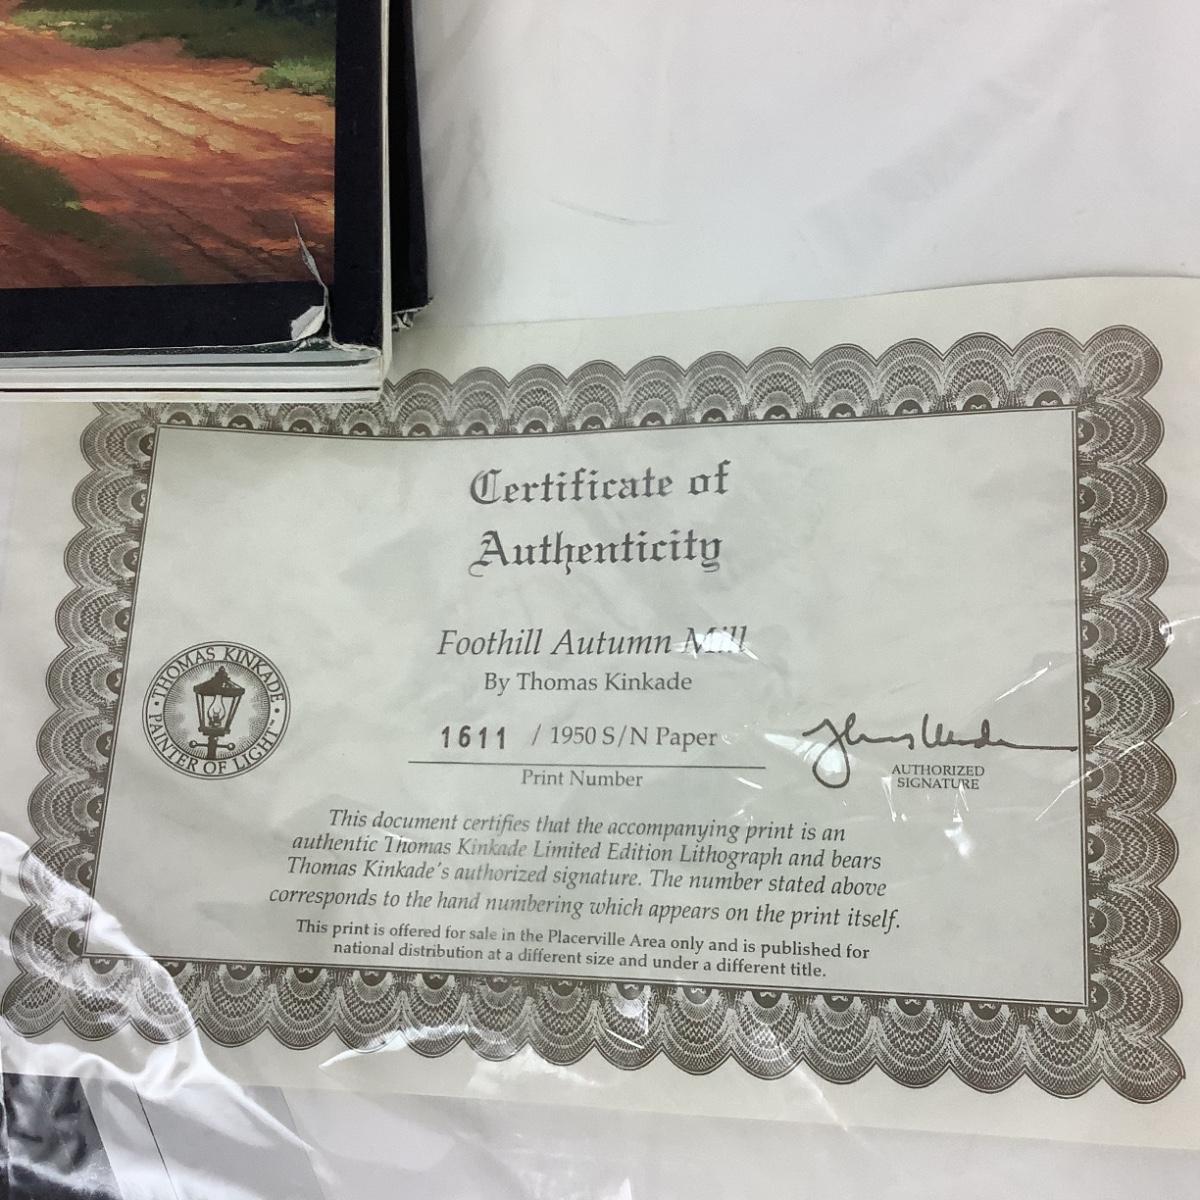 Certificate of
Authenticity
Foothill Autumn Mill
By Thomas Kinkade
1611 / 1950 S/N Paper
Print Number
THOMAS KINKADE
PAINTER OF LIGHT™
AUTHORIZED
SIGNATURE
This document certifies that the accompanying print is an
authentic Thomas Kinkade Limited Edition Lithograph and bears
Thomas Kinkade's authorized signature. The number stated above
corresponds to the hand numbering which appears on the print itself.
This print is offered for sale in the Placerville Area only and is published for
national distribution at a different size and under a different title.